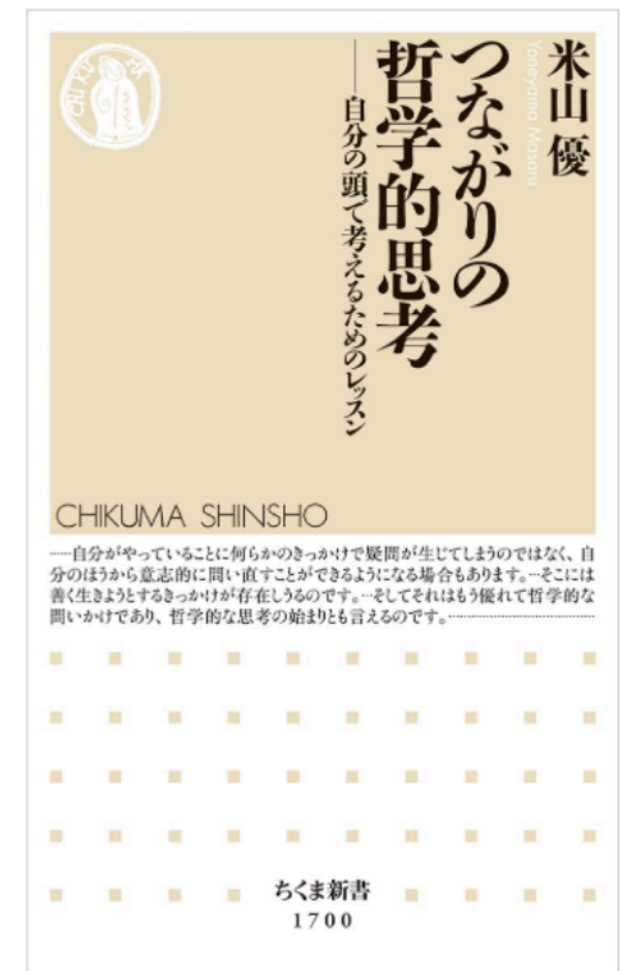 米山 優
Yoneyama Masaru
つながりの
哲学的思考
──自分の頭で考えるためのレッスン
CHIKUMA SHINSHO
……自分がやっていることに何らかのきっかけで疑問が生じてしまうのではなく、自
分のほうから意志的に問い直すことができるようになる場合もあります。…そこには
善く生きようとするきっかけが存在しうるのです。…そしてそれはもう優れて哲学的な
問いかけであり、哲学的な思考の始まりとも言えるのです。……………………
ちくま新書
1700